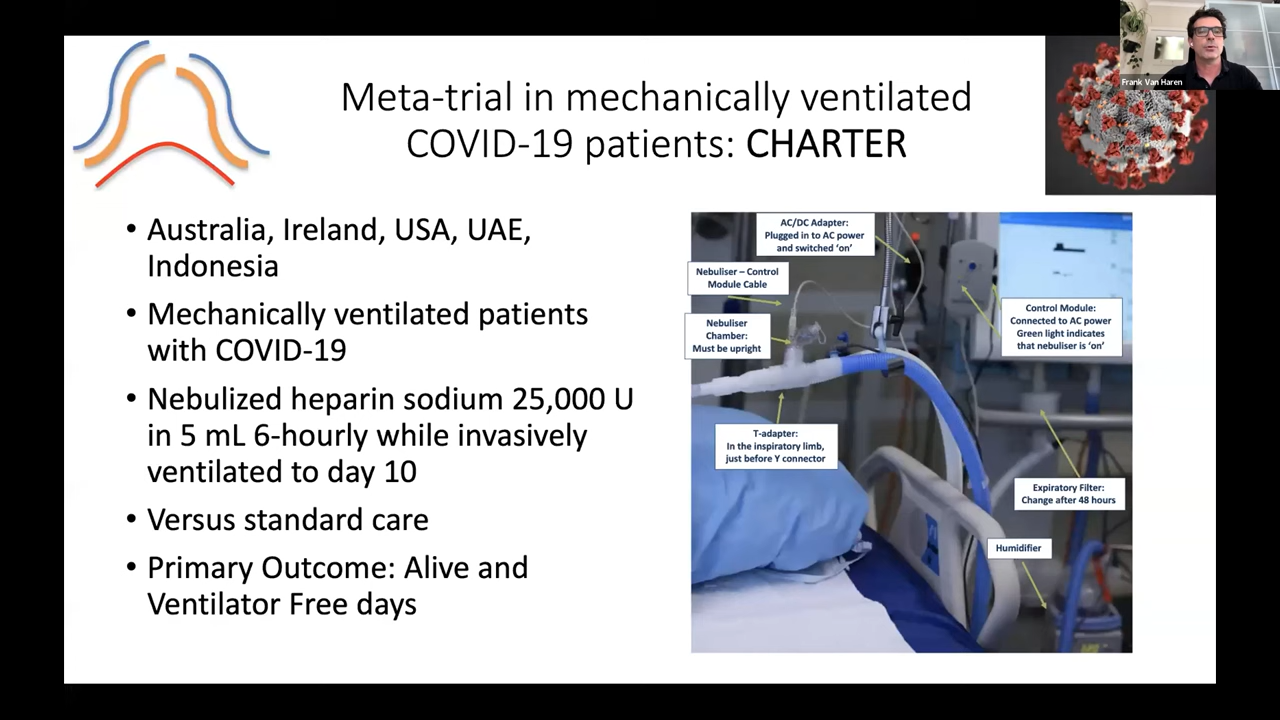 Frank Van Haren
Meta-trial in mechanically ventilated
COVID-19 patients: CHARTER
• Australia, Ireland, USA, UAE,
Indonesia
• Mechanically ventilated patients
with COVID-19
• Nebulized heparin sodium 25,000 U
in 5 mL 6-hourly while invasively
ventilated to day 10
• Versus standard care
• Primary Outcome: Alive and
Ventilator Free days
AC/DC Adapter:
Plugged in to AC power
and switched ‘on’
Nebuliser – Control
Module Cable
Nebuliser
Chamber:
Must be upright
Control Module:
Connected to AC power
Green light indicates
that nebuliser is ‘on’
T-adapter:
In the inspiratory limb,
just before Y connector
Expiratory Filter:
Change after 48 hours
Humidifier